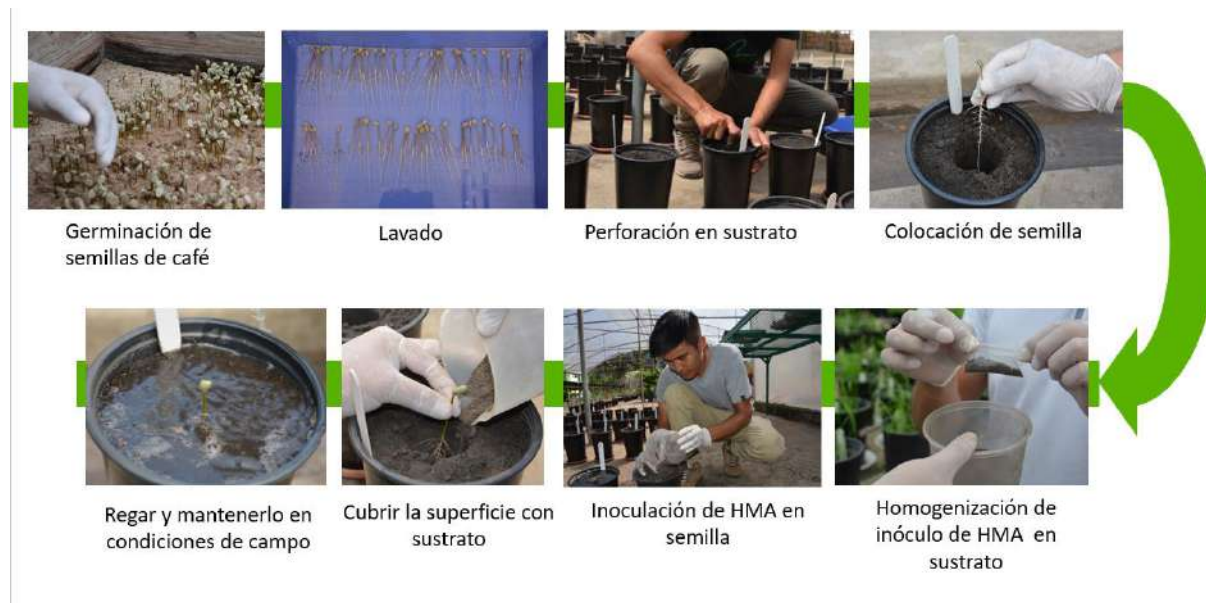 Germinación de
semillas de café
Lavado
Perforación en sustrato
Colocación de semilla
Regar y mantenerlo en
condiciones de campo
Cubrir la superficie con
sustrato
Inoculación de HMA en
semilla
Homogenización de
inóculo de HMA en
sustrato